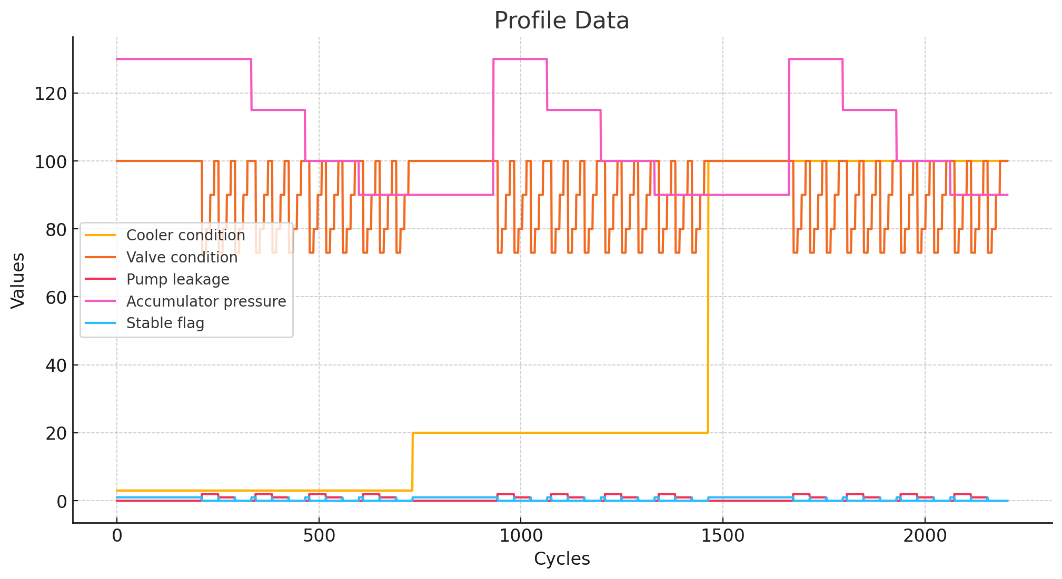 Profile Data
Values
120
100
80
60
40
20
0
Cooler condition
Valve condition
Pump leakage
Accumulator pressure
Stable flag
0
500
1000
1500
2000
Cycles